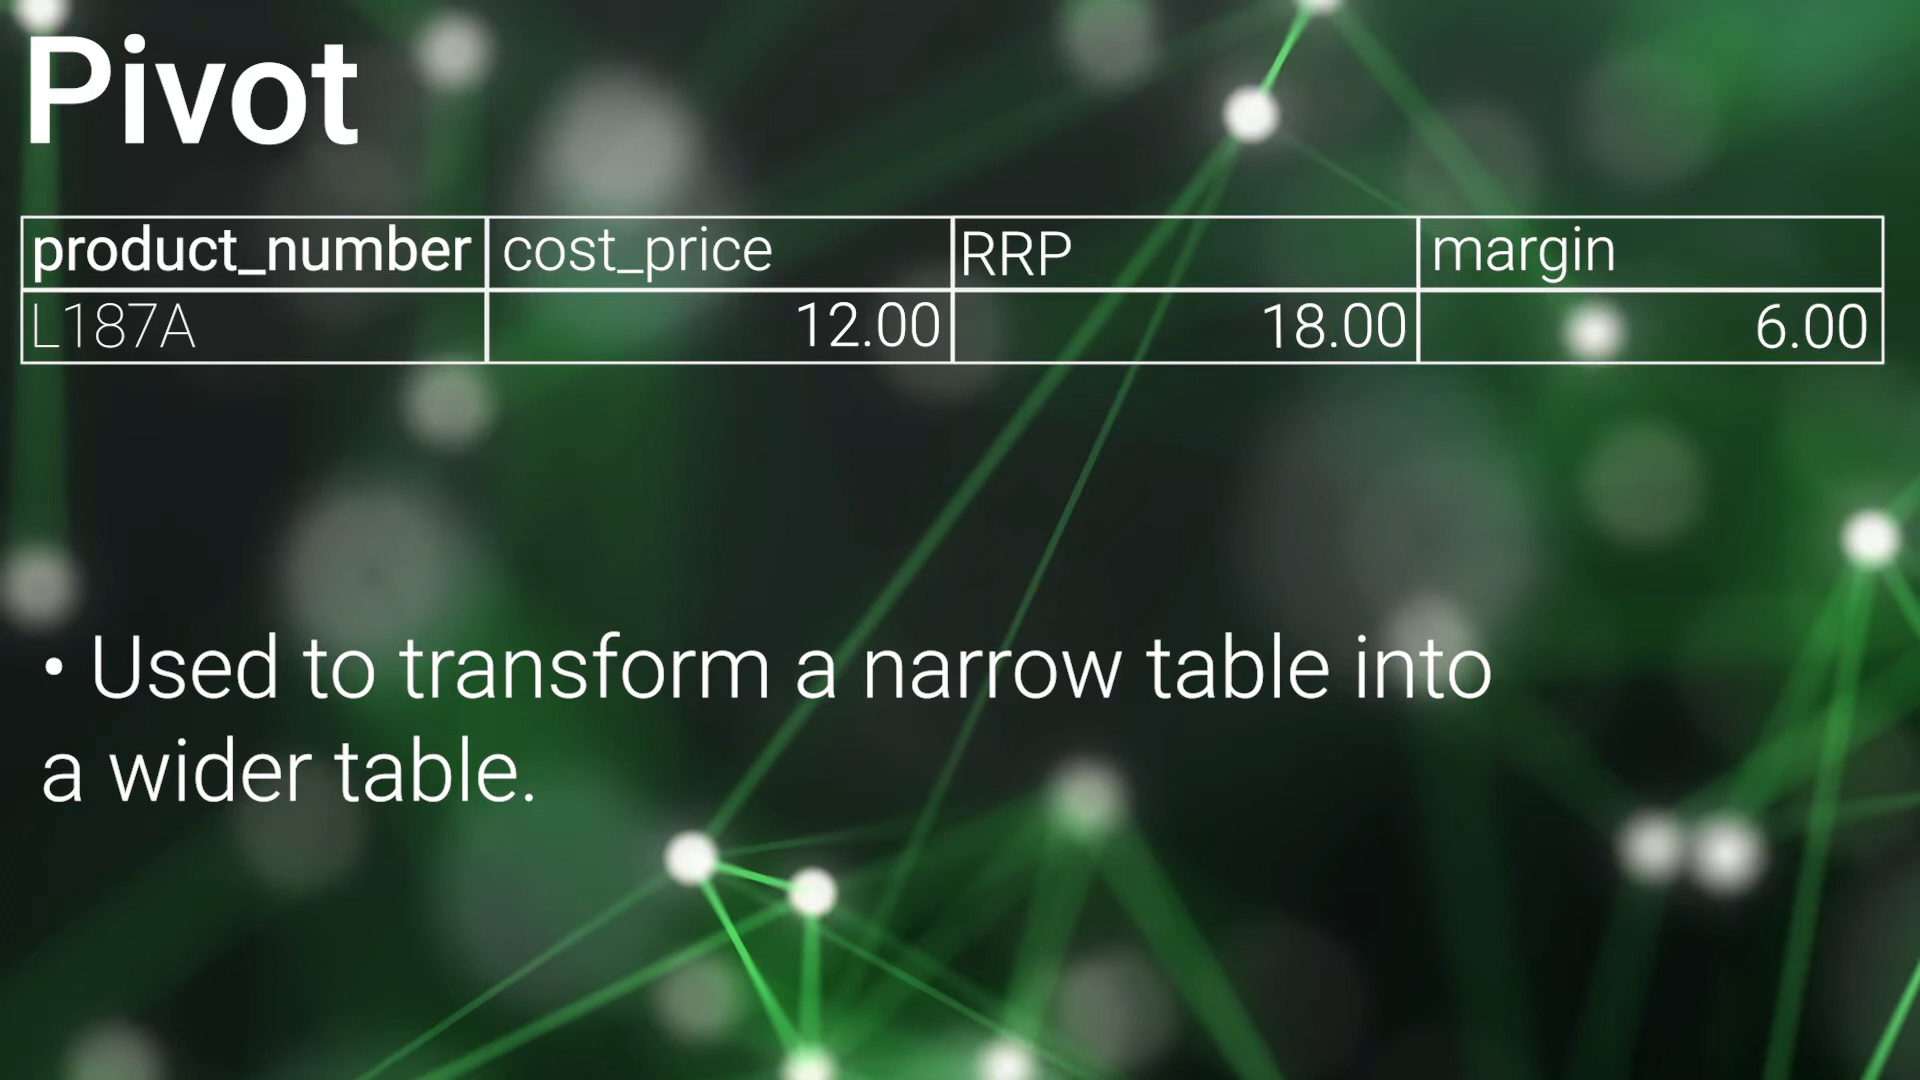 Pivot
product_number cost_price RRP margin
L187A 12.00 18.00 6.00
• Used to transform a narrow table into
a wider table.